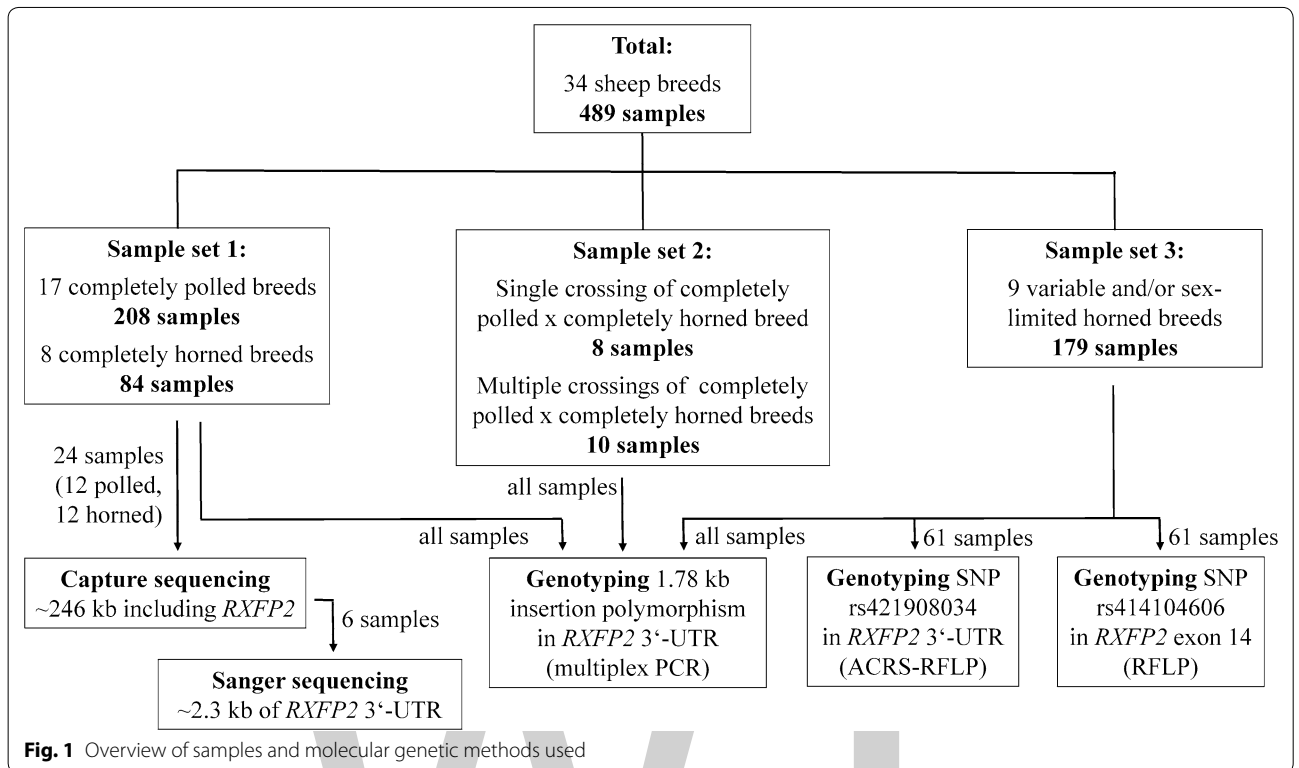 Total:
34 sheep breeds
489 samples
Sample set 1:
17 completely polled breeds
208 samples
8 completely horned breeds
84 samples
Sample set 2:
Single crossing of completely
polled x completely horned breed
8 samples
Multiple crossings of completely
polled x completely horned breeds
10 samples
Sample set 3:
9 variable and/or sex-
limited horned breeds
179 samples
24 samples
(12 polled,
12 horned)
all samples
all samples
all samples
61 samples
61 samples
Capture sequencing
~246 kb including RXFP2
6 samples
Sanger sequencing
~2.3 kb of RXFP2 3‘-UTR
Genotyping 1.78 kb
insertion polymorphism
in RXFP2 3‘-UTR
(multiplex PCR)
Genotyping SNP
rs421908034
in RXFP2 3‘-UTR
(ACRS-RFLP)
Genotyping SNP
rs414104606
in RXFP2 exon 14
(RFLP)
Fig. 1 Overview of samples and molecular genetic methods used